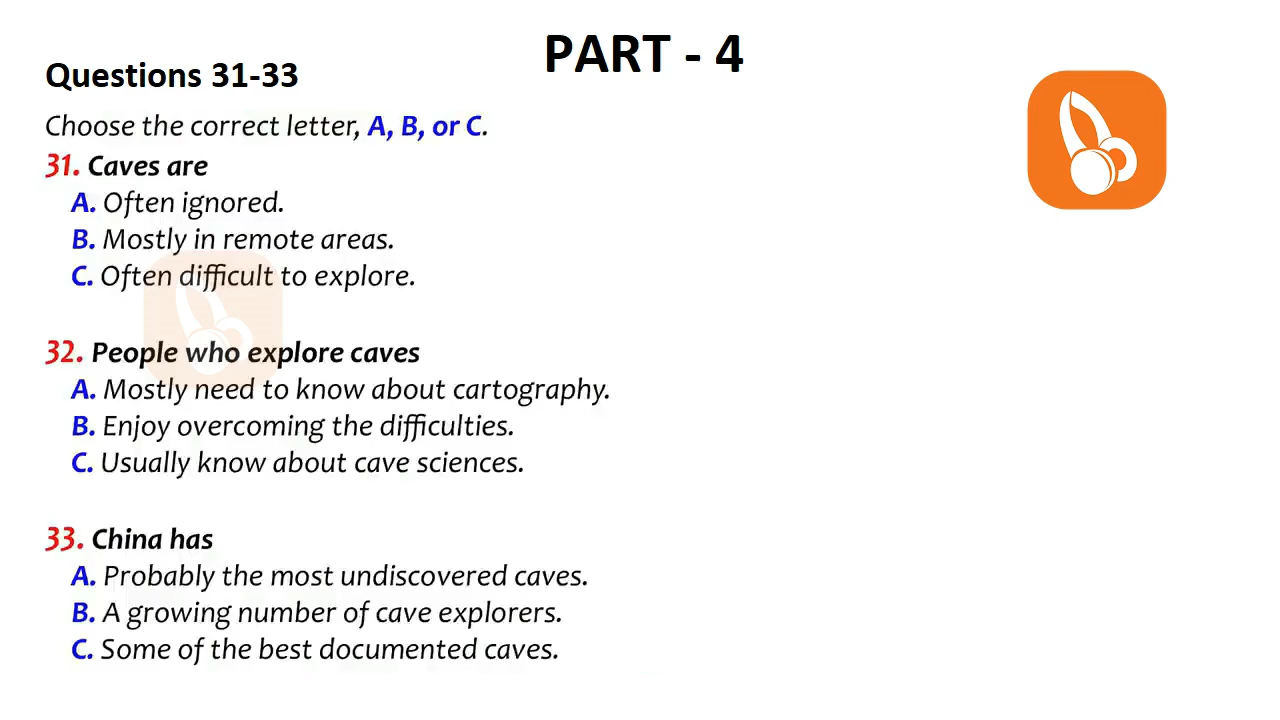 PART - 4
Questions 31-33
Choose the correct letter, A, B, or C.
31. Caves are
A. Often ignored.
B. Mostly in remote areas.
C. Often difficult to explore.
32. People who explore caves
A. Mostly need to know about cartography.
B. Enjoy overcoming the difficulties.
C. Usually know about cave sciences.
33. China has
A. Probably the most undiscovered caves.
B. A growing number of cave explorers.
C. Some of the best documented caves.